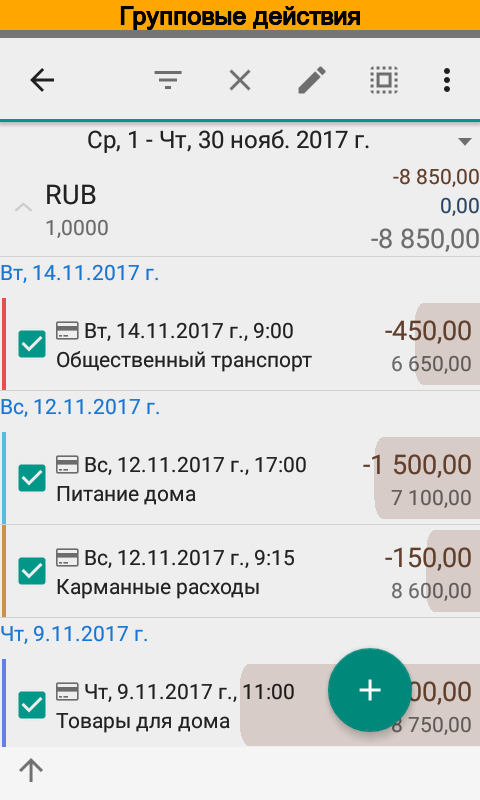 Групповые действия
Ср, 1 - Чт, 30 нояб. 2017 г.
-8 850,00
RUB
0,00
1,0000
-8 850,00
Вт, 14.11.2017 г.
Вт, 14.11.2017 г., 9:00
-450,00
Общественный транспорт
6 650,00
Вс, 12.11.2017 г.
Вс, 12.11.2017 г., 17:00
-1 500,00
Питание дома
7 100,00
Вс, 12.11.2017 г., 9:15
-150,00
Карманные расходы
8 600,00
Чт, 9.11.2017 г.
Чт, 9.11.2017 г., 11:00
Товары для дома
8 750,00